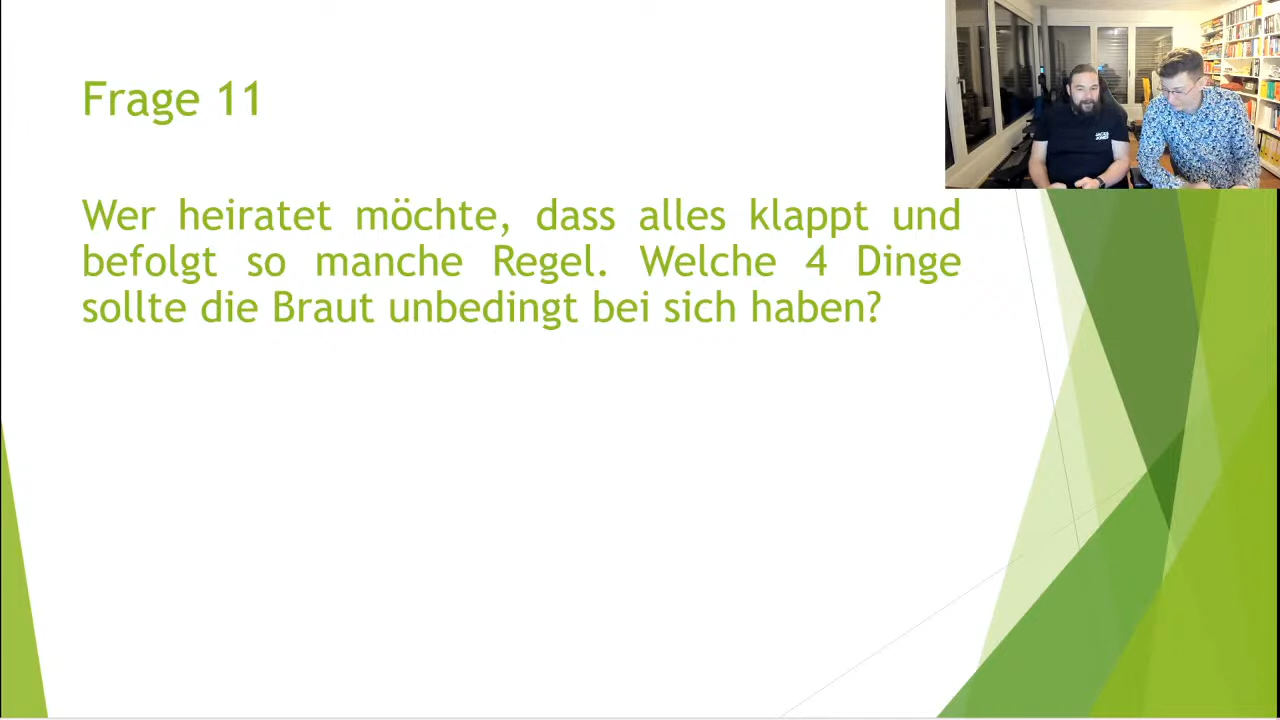 Frage 11
Wer heiratet möchte, dass alles klappt und
befolgt so manche Regel. Welche 4 Dinge
sollte die Braut unbedingt bei sich haben?